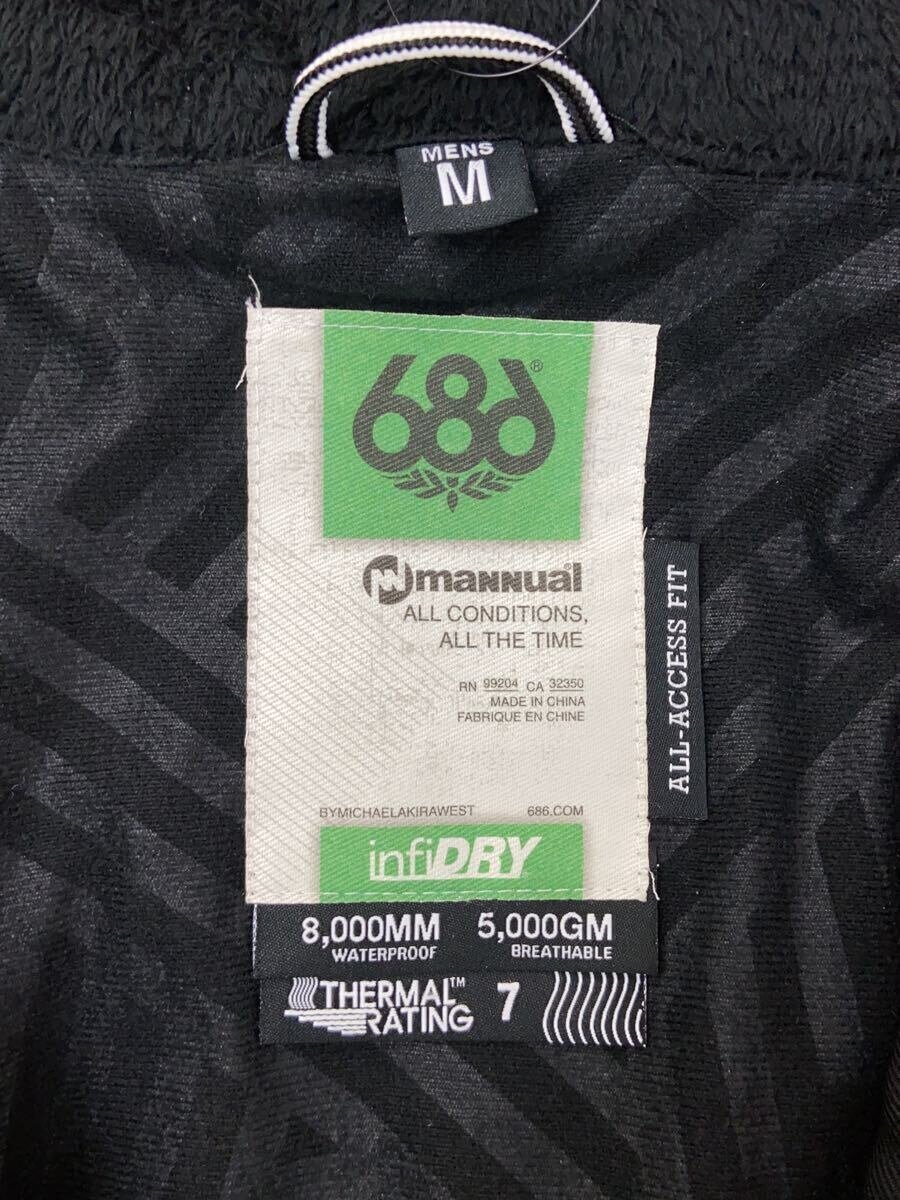 MENS
M
686®
mannual
ALL CONDITIONS,
ALL THE TIME
RN 99204 CA 32350
MADE IN CHINA
FABRIQUE EN CHINE
ALL-ACCESS FIT
BYMICHAELAKIRAWEST 686.COM
infiDRY
8,000MM 5,000GM
WATERPROOF BREATHABLE
THERMAL™ 7
RATING